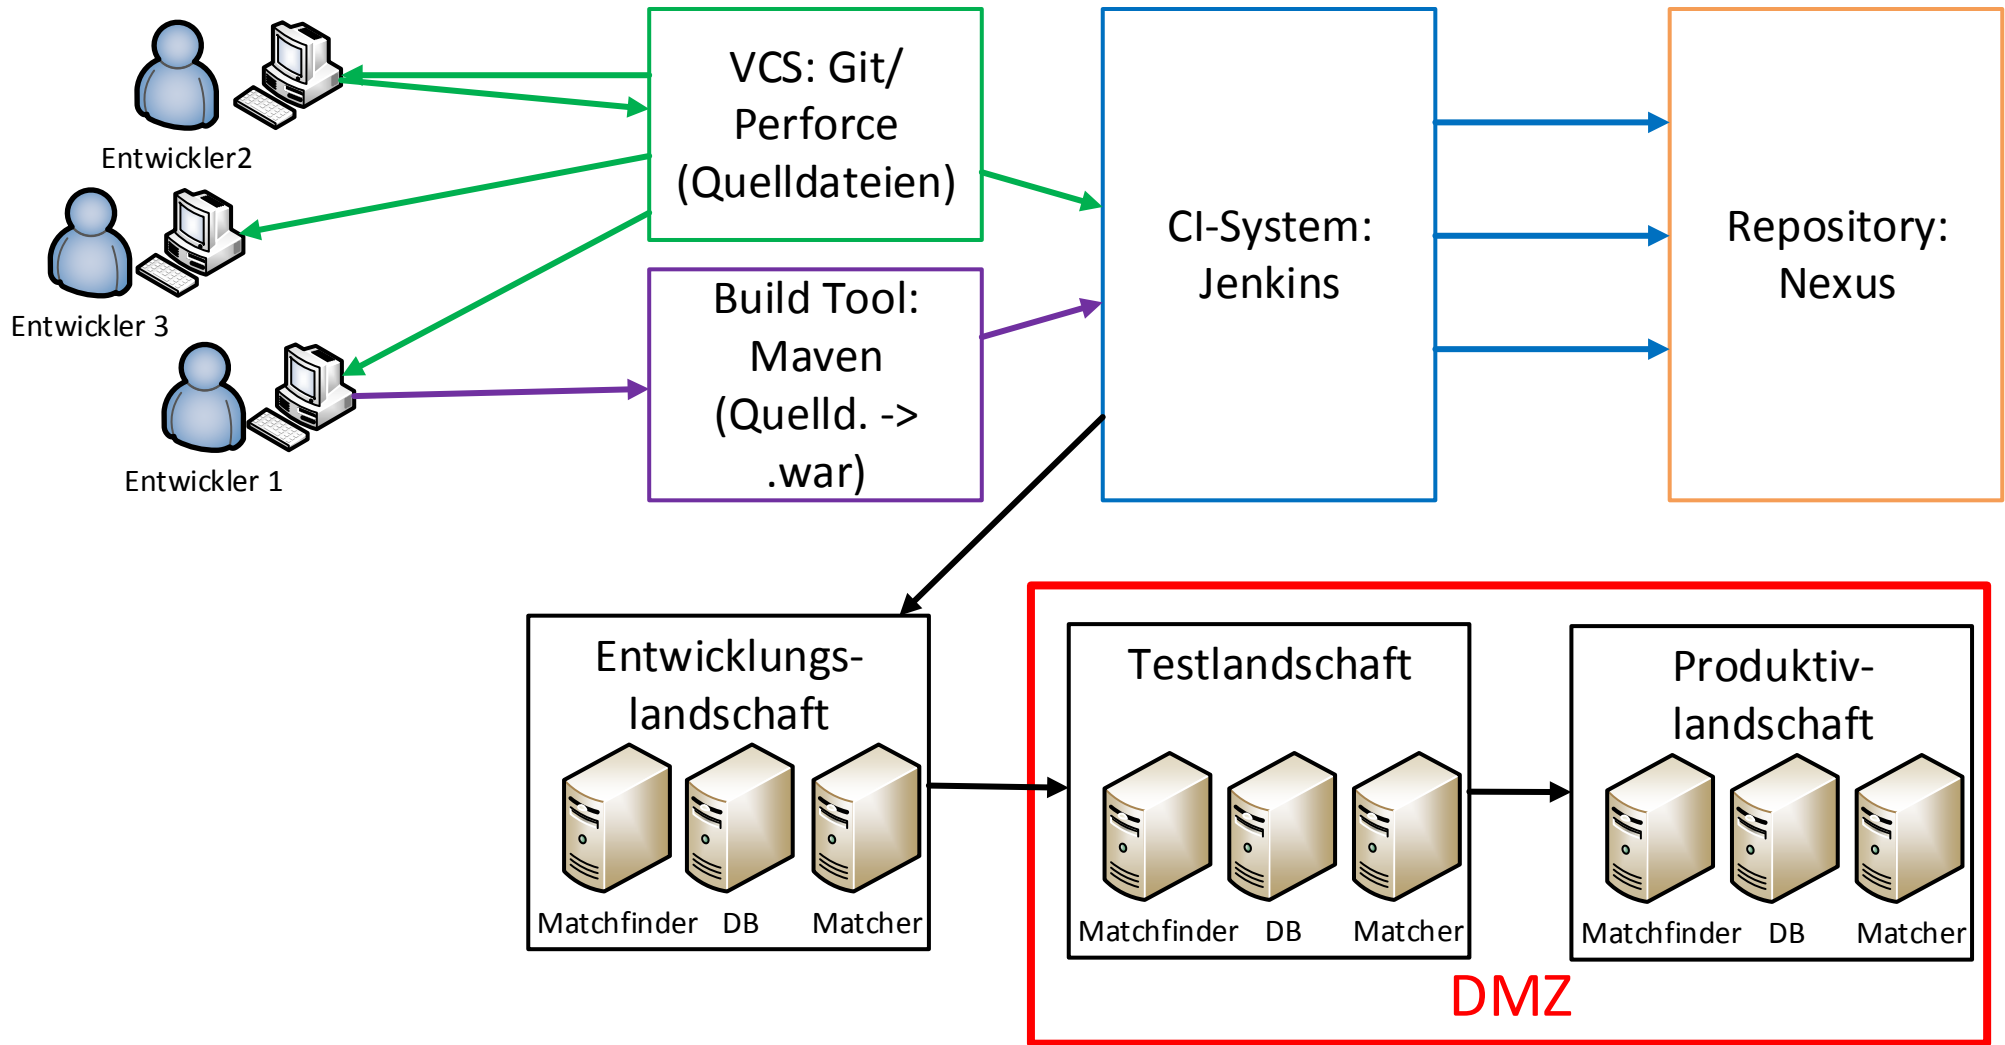 Entwickler2
Entwickler 3
Entwickler 1
VCS: Git/
Perforce
(Quelldateien)
Build Tool:
Maven
(Quelld. ->
.war)
CI-System:
Jenkins
Repository:
Nexus
Entwicklungs-
landschaft
Matchfinder DB Matcher
Testlandschaft
Matchfinder DB Matcher
Produktiv-
landschaft
Matchfinder DB Matcher
DMZ